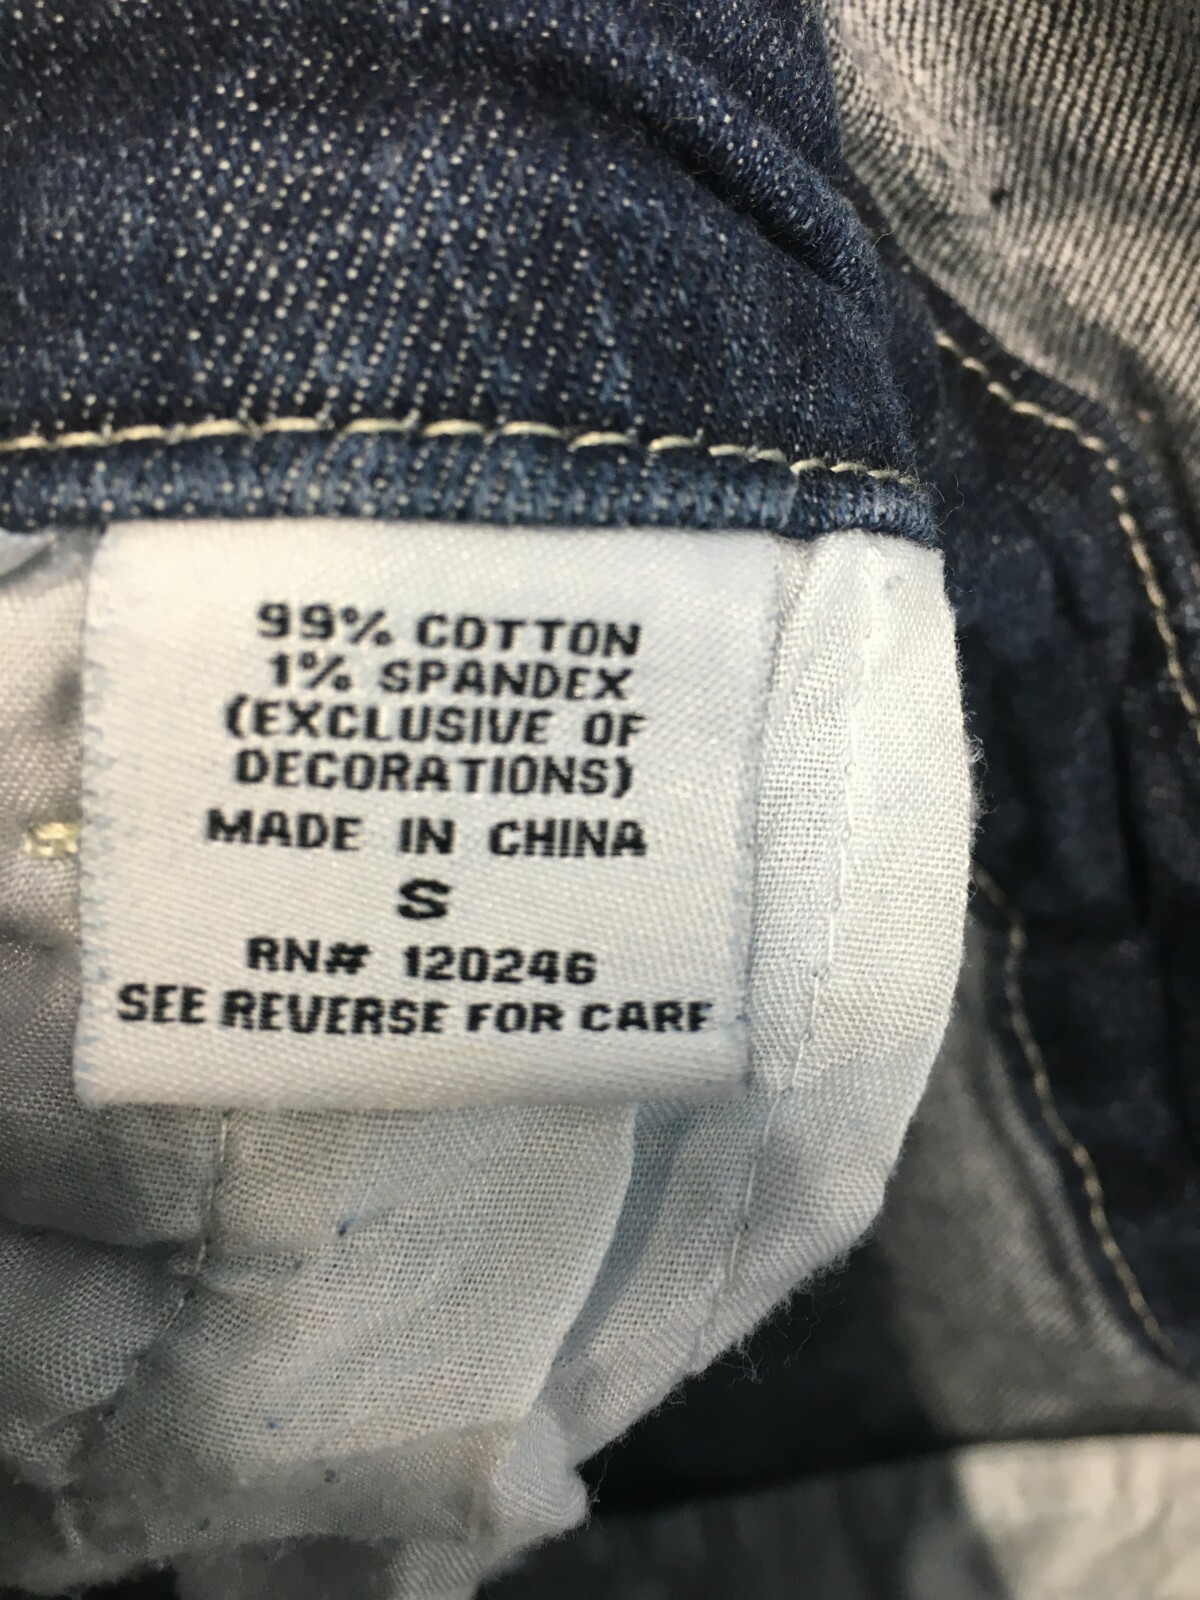 99% COTTON
1% SPANDEX
(EXCLUSIVE OF
DECORATIONS)
MADE IN CHINA
S
RN# 120246
SEE REVERSE FOR CARE